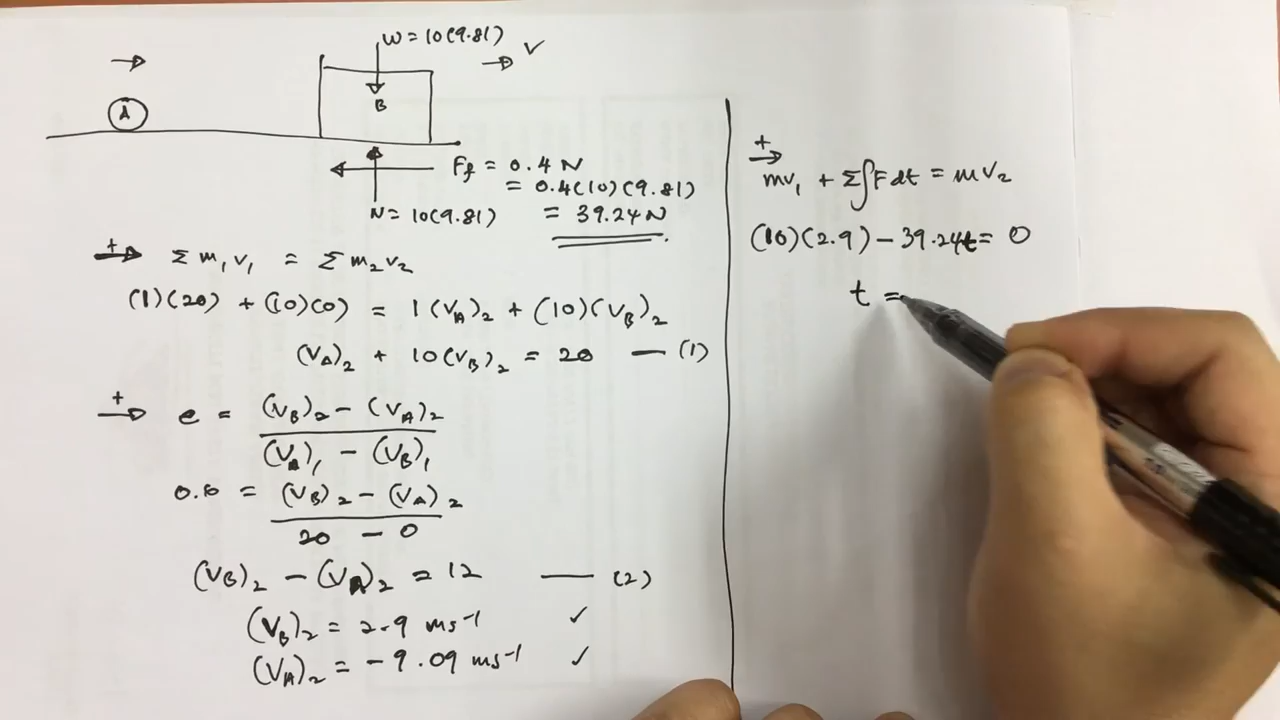 W = 10(9.81)
V
A
B
Ff = 0.4 N
= 0.4(10)(9.81)
N = 10(9.81)
= 39.24N
+ Σ m₁v₁ = Σ m₂v₂
(1)(20) + (10)(0) = 1(VA)₂ + (10)(VB)₂
(VA)₂ + 10(VB)₂ = 20 — (1)
+ e = (VB)₂ - (VA)₂
(VA)₁ - (VB)₁
0.6 = (VB)₂ - (VA)₂
20 - 0
(VB)₂ - (VA)₂ = 12 — (2)
(VB)₂ = 2.9 ms⁻¹ ✓
(VA)₂ = -9.09 ms⁻¹ ✓
+
mv₁ + Σ∫Fdt = mv₂
(10)(2.9) - 39.24t = 0
t =